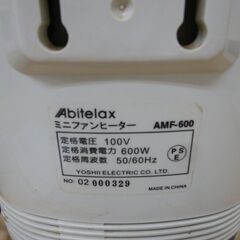 Abitelax
ミニファンヒーター AMF-600
定格電圧 100V
定格消費電力 600W
定格周波数 50/60Hz
PSE
YOSHII ELECTRIC CO.,LTD.
NO: 02 000329
MADE IN CHINA